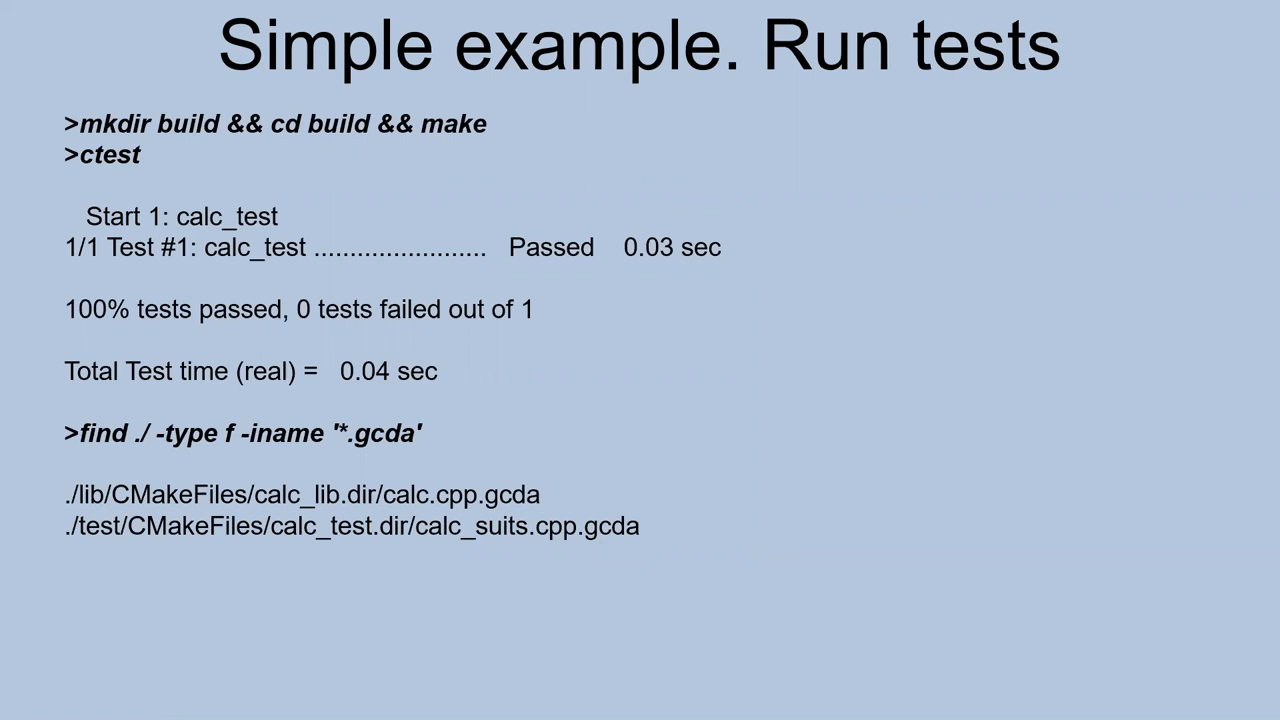 Simple example. Run tests
>mkdir build && cd build && make
>ctest
Start 1: calc_test
1/1 Test #1: calc_test ........................ Passed 0.03 sec
100% tests passed, 0 tests failed out of 1
Total Test time (real) = 0.04 sec
>find ./ -type f -iname '*.gcda'
./lib/CMakeFiles/calc_lib.dir/calc.cpp.gcda
./test/CMakeFiles/calc_test.dir/calc_suits.cpp.gcda